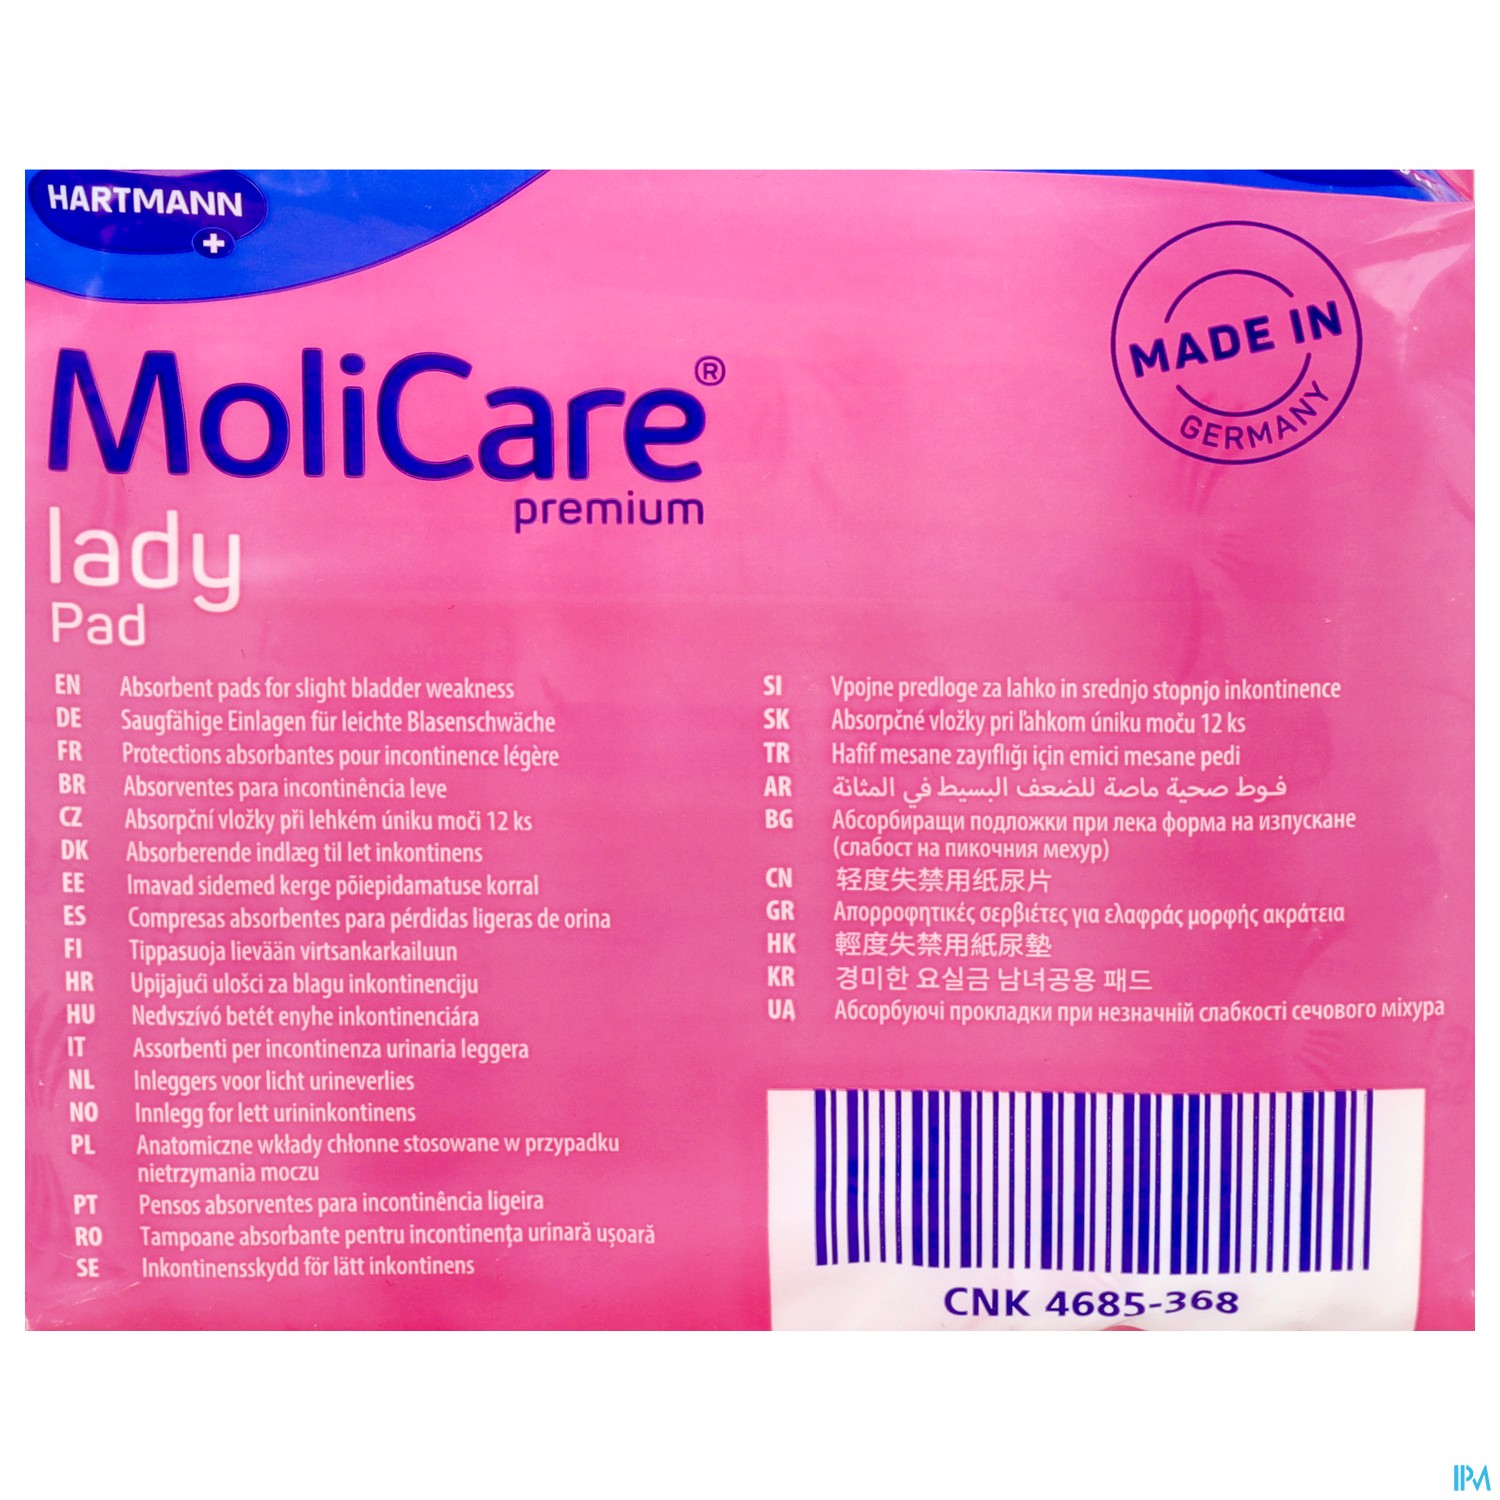 HARTMANN
MoliCare®
premium
lady
Pad
MADE IN
GERMANY
EN Absorbent pads for slight bladder weakness
DE Saugfähige Einlagen für leichte Blasenschwäche
FR Protections absorbantes pour incontinence légère
BR Absorventes para incontinência leve
CZ Absorpční vložky při lehkém úniku moči 12 ks
DK Absorberende indlæg til let inkontinens
EE Imavad sidemed kerge põiepidamatuse korral
ES Compresas absorbentes para pérdidas ligeras de orina
FI Tippasuoja lievään virtsankarkailuun
HR Upijajući ulošci za blagu inkontinenciju
HU Nedvszívó betét enyhe inkontinenciára
IT Assorbenti per incontinenza urinaria leggera
NL Inleggers voor licht urineverlies
NO Innlegg for lett urininkontinens
PL Anatomiczne wkłady chłonne stosowane w przypadku
nietrzymania moczu
PT Pensos absorventes para incontinência ligeira
RO Tampoane absorbante pentru incontinența urinară ușoară
SE Inkontinensskydd för lätt inkontinens
SI Vpojne predloge za lahko in srednjo stopnjo inkontinence
SK Absorpčné vložky pri ľahkom úniku moču 12 ks
TR Hafif mesane zayıflığı için emici mesane pedi
AR فوط صحية ماصة للضعف البسيط في المثانة
BG Абсорбиращи подложки при лека форма на изпускане
(слабост на пикочния мехур)
CN 轻度失禁用纸尿片
GR Απορροφητικές σερβιέτες για ελαφράς μορφής ακράτεια
HK 輕度失禁用紙尿墊
KR 경미한 요실금 남녀공용 패드
UA Абсорбуючі прокладки при незначній слабкості сечового міхура
CNK 4685-368
IPM